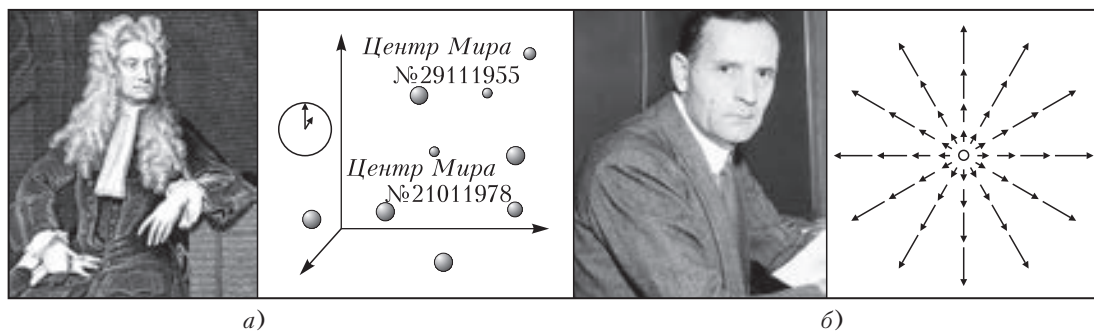 Центр Мира
№29111955
Центр Мира
№21011978
а)
б)